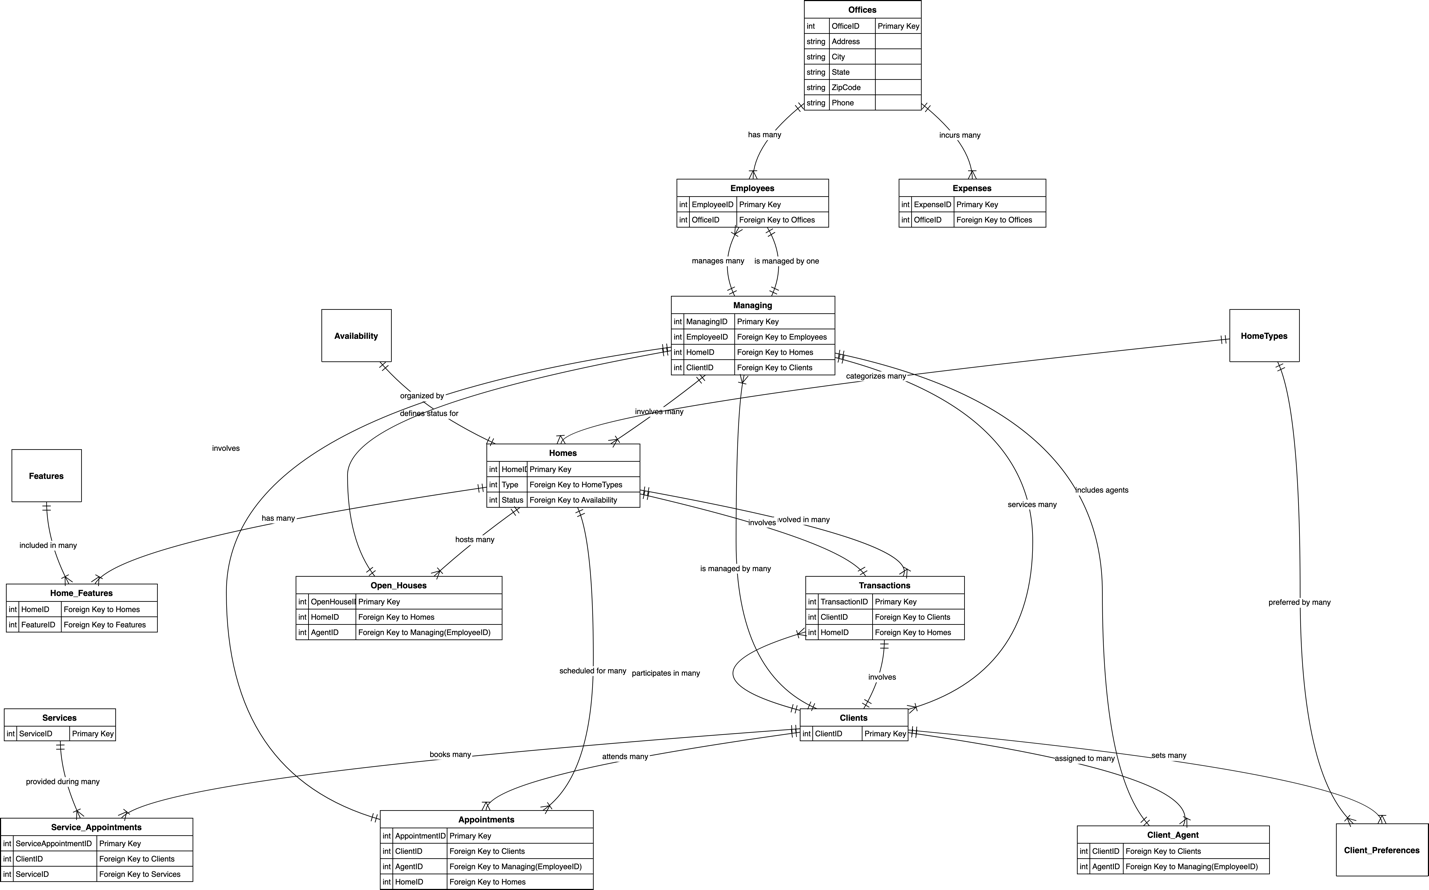 Offices
int OfficeID Primary Key
string Address
string City
string State
string ZipCode
string Phone
has many
incurs many
Employees
int EmployeeID Primary Key
int OfficeID Foreign Key to Offices
Expenses
int ExpenseID Primary Key
int OfficeID Foreign Key to Offices
manages many
is managed by one
Managing
int ManagingID Primary Key
int EmployeeID Foreign Key to Employees
int HomeID Foreign Key to Homes
int ClientID Foreign Key to Clients
Availability
HomeTypes
categorizes many
organized by
defines status for
involves many
involves
Homes
int HomeID Primary Key
int Type Foreign Key to HomeTypes
int Status Foreign Key to Availability
Features
has many
included in many
hosts many
involves
volved in many
services many
includes agents
is managed by many
Home_Features
int HomeID Foreign Key to Homes
int FeatureID Foreign Key to Features
Open_Houses
int OpenHouseI Primary Key
int HomeID Foreign Key to Homes
int AgentID Foreign Key to Managing(EmployeeID)
Transactions
int TransactionID Primary Key
int ClientID Foreign Key to Clients
int HomeID Foreign Key to Homes
preferred by many
scheduled for many
participates in many
involves
Services
int ServiceID Primary Key
Clients
int ClientID Primary Key
provided during many
books many
attends many
assigned to many
sets many
Service_Appointments
int ServiceAppointmentID Primary Key
int ClientID Foreign Key to Clients
int ServiceID Foreign Key to Services
Appointments
int AppointmentID Primary Key
int ClientID Foreign Key to Clients
int AgentID Foreign Key to Managing(EmployeeID)
int HomeID Foreign Key to Homes
Client_Agent
int ClientID Foreign Key to Clients
int AgentID Foreign Key to Managing(EmployeeID)
Client_Preferences